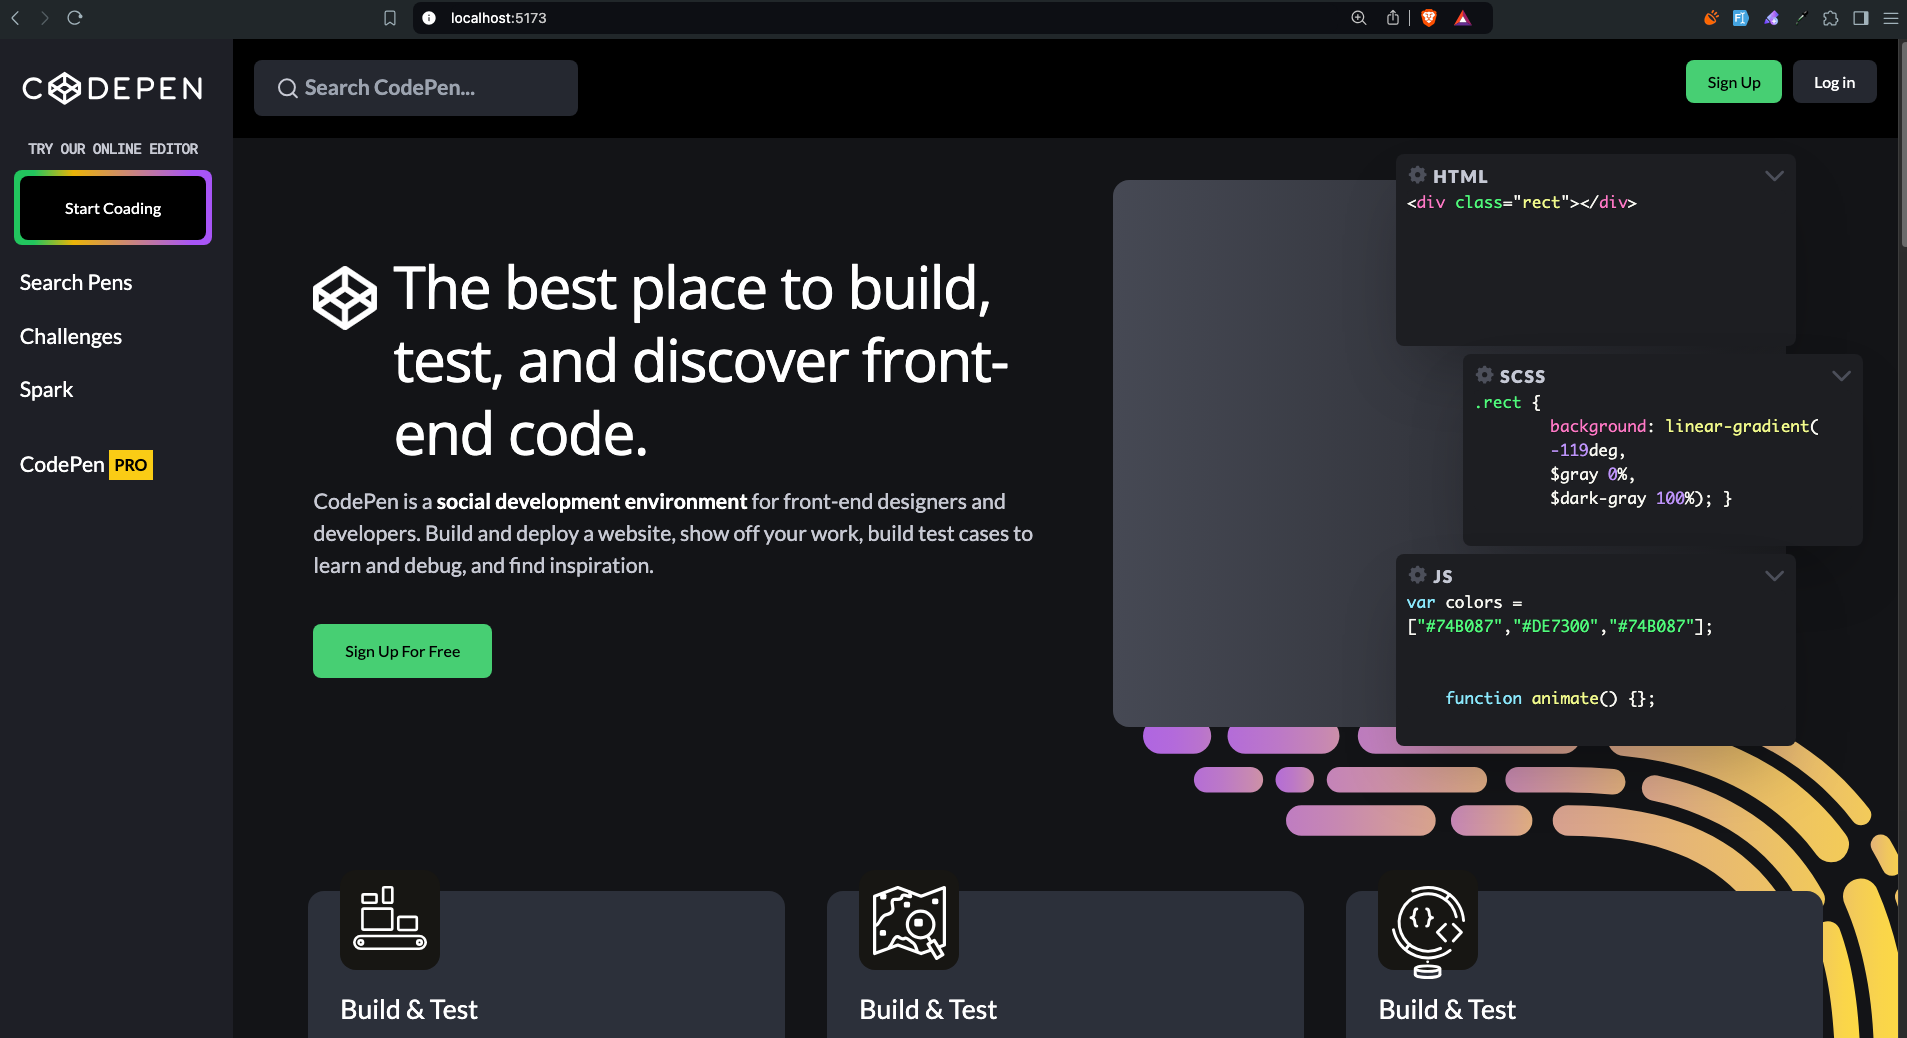 localhost:5173
CODEPEN
Search CodePen...
Sign Up
Log in
TRY OUR ONLINE EDITOR
Start Coading
Search Pens
Challenges
Spark
CodePen PRO
The best place to build,
test, and discover front-
end code.
CodePen is a social development environment for front-end designers and
developers. Build and deploy a website, show off your work, build test cases to
learn and debug, and find inspiration.
Sign Up For Free
HTML
<div class="rect"></div>
SCSS
.rect {
background: linear-gradient(
-119deg,
$gray 0%,
$dark-gray 100%); }
JS
var colors =
["#74B087","#DE7300","#74B087"];
function animate() {};
Build & Test
Build & Test
Build & Test